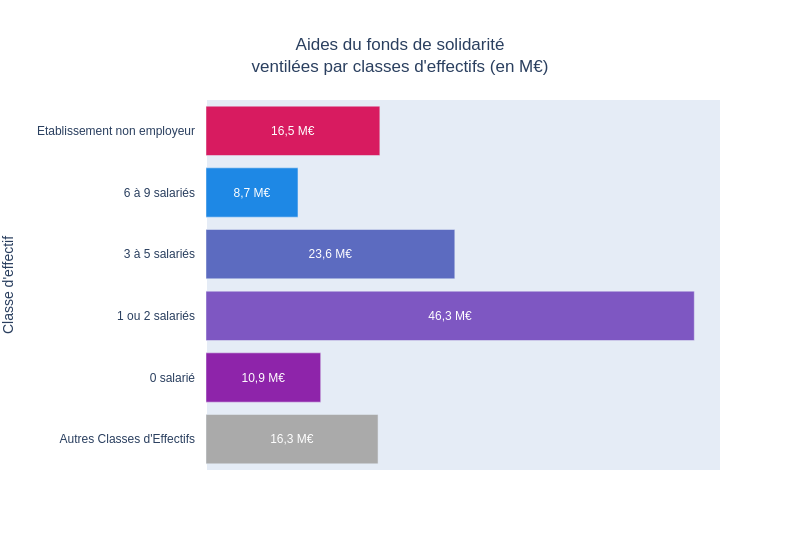 Aides du fonds de solidarité
ventilées par classes d'effectifs (en M€)
Classe d'effectif
Etablissement non employeur
16,5 M€
6 à 9 salariés
8,7 M€
3 à 5 salariés
23,6 M€
1 ou 2 salariés
46,3 M€
0 salarié
10,9 M€
Autres Classes d'Effectifs
16,3 M€